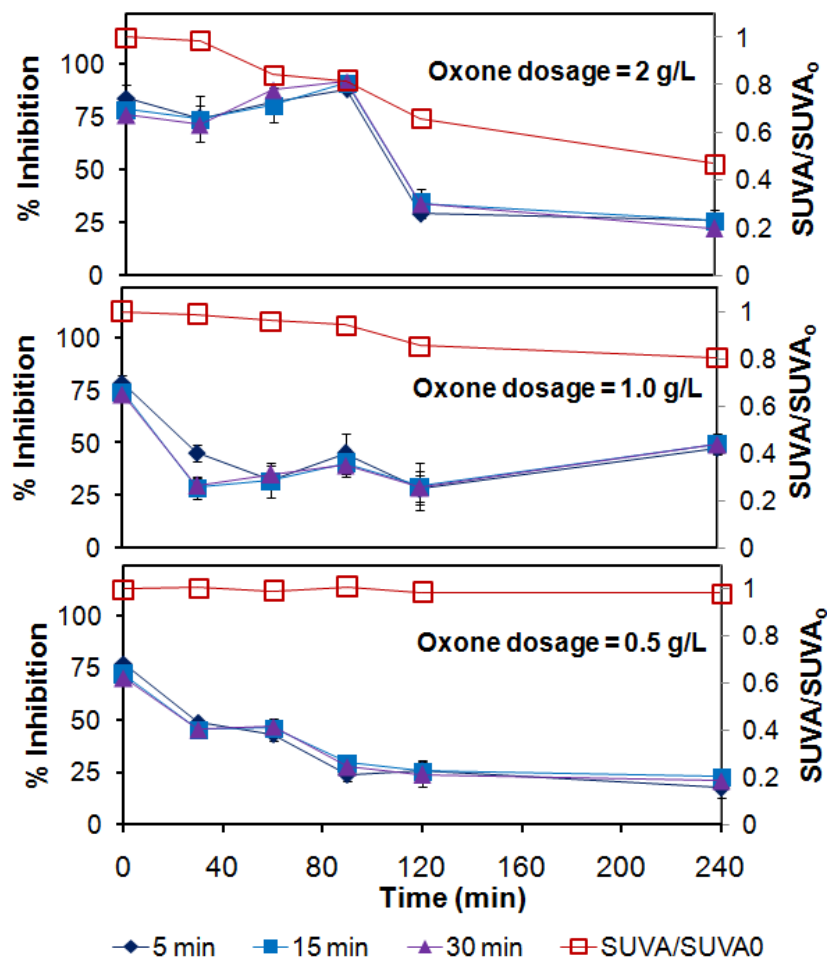 % Inhibition
100
75
50
25
0
Oxone dosage = 2 g/L
1
0.8
0.6
0.4
0.2
0
SUVA/SUVAo
% Inhibition
100
75
50
25
0
Oxone dosage = 1.0 g/L
1
0.8
0.6
0.4
0.2
0
SUVA/SUVAo
% Inhibition
100
75
50
25
0
Oxone dosage = 0.5 g/L
1
0.8
0.6
0.4
0.2
0
SUVA/SUVAo
0 40 80 120 160 200 240
Time (min)
5 min 15 min 30 min SUVA/SUVA0